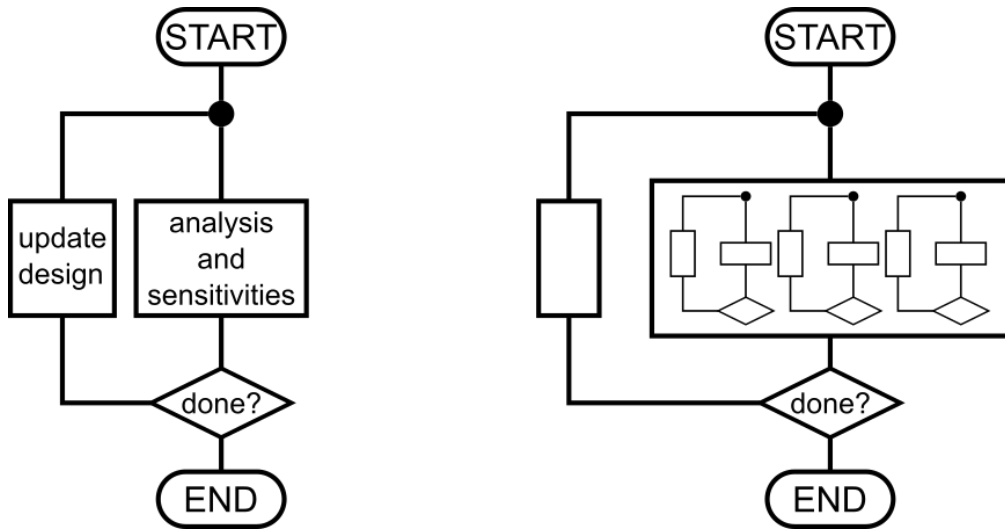 START
update
design
analysis
and
sensitivities
done?
END
START
done?
END